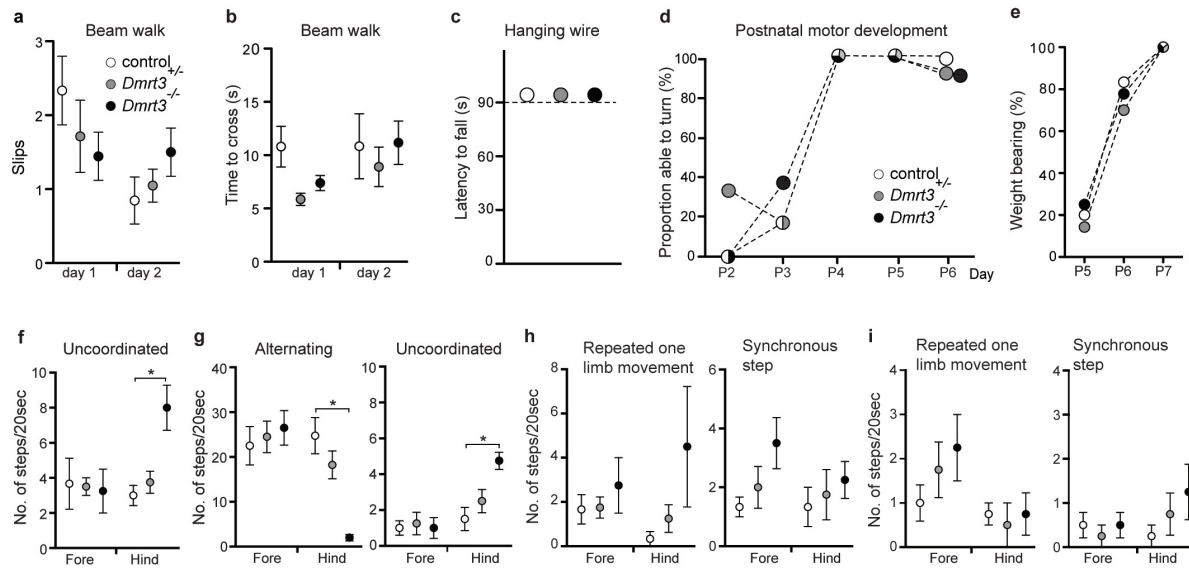 a
Beam walk
Slips
3
2
1
0
day 1
day 2
control
Dmrt3+/-
Dmrt3-/-
b
Beam walk
Time to cross (s)
20
15
10
5
0
day 1
day 2
c
Hanging wire
Latency to fall (s)
90
60
30
0
d
Postnatal motor development
Proportion able to turn (%)
100
80
60
40
20
0
P2
P3
P4
P5
P6
Day
control
Dmrt3+/-
Dmrt3-/-
e
Weight bearing (%)
100
80
60
40
20
0
P5
P6
P7
f
Uncoordinated
No. of steps/20sec
10
8
6
4
2
0
*
Fore
Hind
g
Alternating
No. of steps/20sec
40
30
20
10
0
*
Fore
Hind
Uncoordinated
10
8
6
4
2
0
*
Fore
Hind
h
Repeated one
limb movement
No. of steps/20sec
8
6
4
2
0
Fore
Hind
Synchronous
step
6
4
2
0
Fore
Hind
i
Repeated one
limb movement
No. of steps/20sec
4
3
2
1
0
Fore
Hind
Synchronous
step
4
3
2
1
0
Fore
Hind